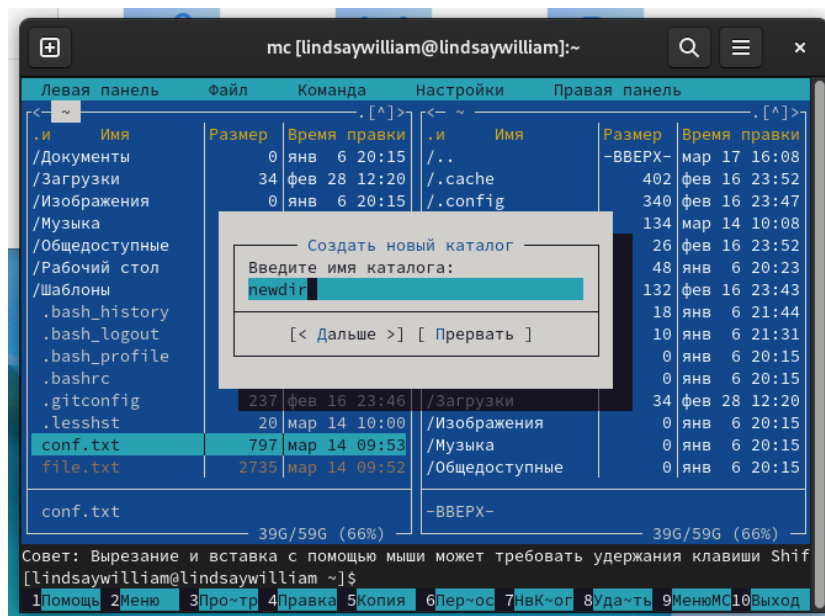 mc [lindsaywilliam@lindsaywilliam]:~
Левая панель Файл Команда Настройки Правая панель
<— ~ .[^]> <— ~ .[^]>
.и Имя Размер Время правки .и Имя Размер Время правки
/Документы 0 янв 6 20:15 /.. -ВВЕРХ- мар 17 16:08
/Загрузки 34 фев 28 12:20 /.cache 402 фев 16 23:52
/Изображения 0 янв 6 20:15 /.config 340 фев 16 23:47
/Музыка 134 мар 14 10:08
/Общедоступные Создать новый каталог 26 фев 16 23:52
/Рабочий стол Введите имя каталога: 48 янв 6 20:23
/Шаблоны newdir 132 фев 16 23:43
.bash_history 18 янв 6 21:44
.bash_logout [< Дальше >] [ Прервать ] 10 янв 6 21:31
.bash_profile 0 янв 6 20:15
.bashrc 0 янв 6 20:15
.gitconfig 237 фев 16 23:46 /Загрузки 34 фев 28 12:20
.lesshst 20 мар 14 10:00 /Изображения 0 янв 6 20:15
conf.txt 797 мар 14 09:53 /Музыка 0 янв 6 20:15
file.txt 2735 мар 14 09:52 /Общедоступные 0 янв 6 20:15
conf.txt -ВВЕРХ-
39G/59G (66%) 39G/59G (66%)
Совет: Вырезание и вставка с помощью мыши может требовать удержания клавиши Shif
[lindsaywilliam@lindsaywilliam ~]$
1Помощь 2Меню 3Про~тр 4Правка 5Копия 6Пер~ос 7НвК~ог 8Уда~ть 9МенюMC 10Выход